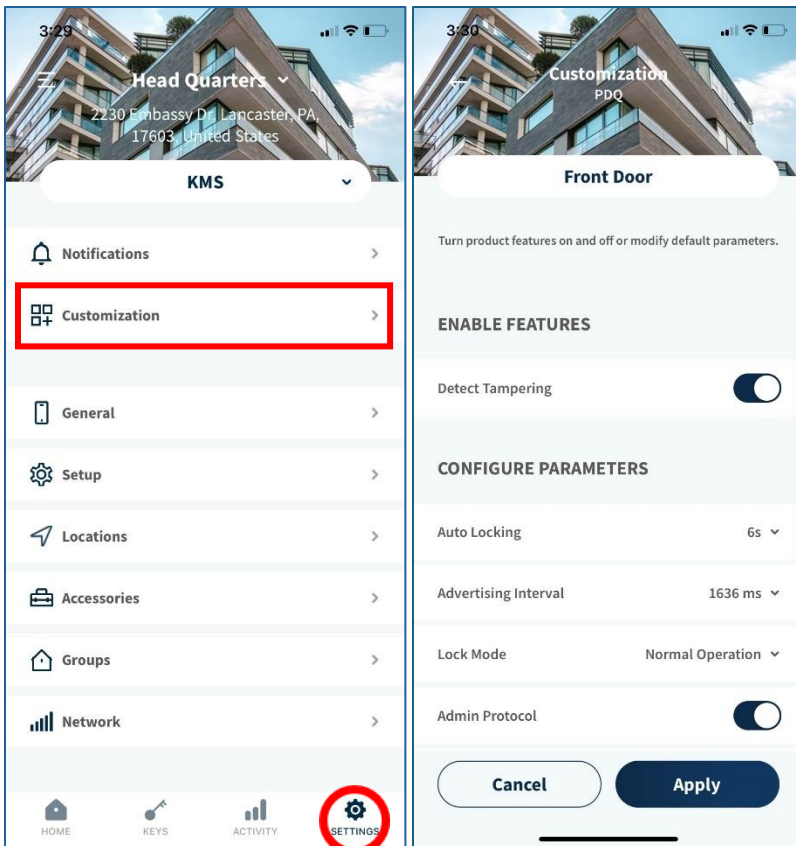 3:29
Head Quarters
2230 Embassy Dr, Lancaster, PA,
17603, United States
KMS
Notifications
Customization
General
Setup
Locations
Accessories
Groups
Network
HOME KEYS ACTIVITY SETTINGS
3:30
Customization
PDQ
Front Door
Turn product features on and off or modify default parameters.
ENABLE FEATURES
Detect Tampering
CONFIGURE PARAMETERS
Auto Locking 6s
Advertising Interval 1636 ms
Lock Mode Normal Operation
Admin Protocol
Cancel Apply